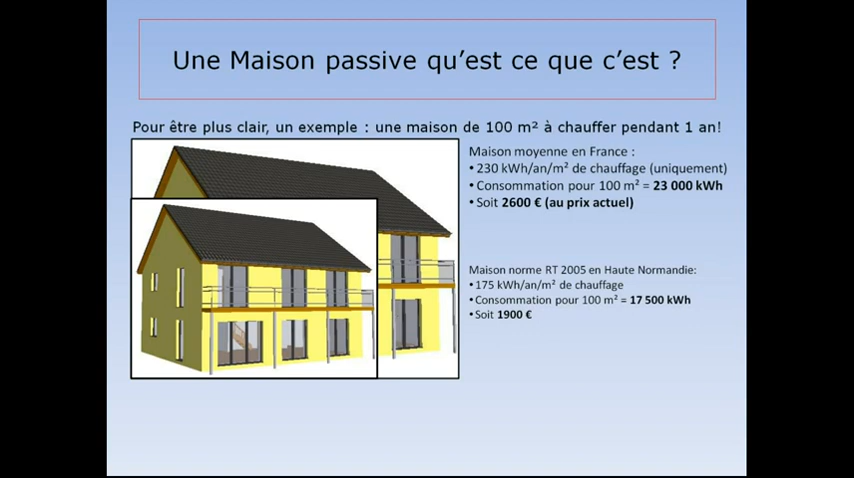 Une Maison passive qu’est ce que c’est ?
Pour être plus clair, un exemple : une maison de 100 m² à chauffer pendant 1 an!
Maison moyenne en France :
• 230 kWh/an/m² de chauffage (uniquement)
• Consommation pour 100 m² = 23 000 kWh
• Soit 2600 € (au prix actuel)
Maison norme RT 2005 en Haute Normandie:
• 175 kWh/an/m² de chauffage
• Consommation pour 100 m² = 17 500 kWh
• Soit 1900 €